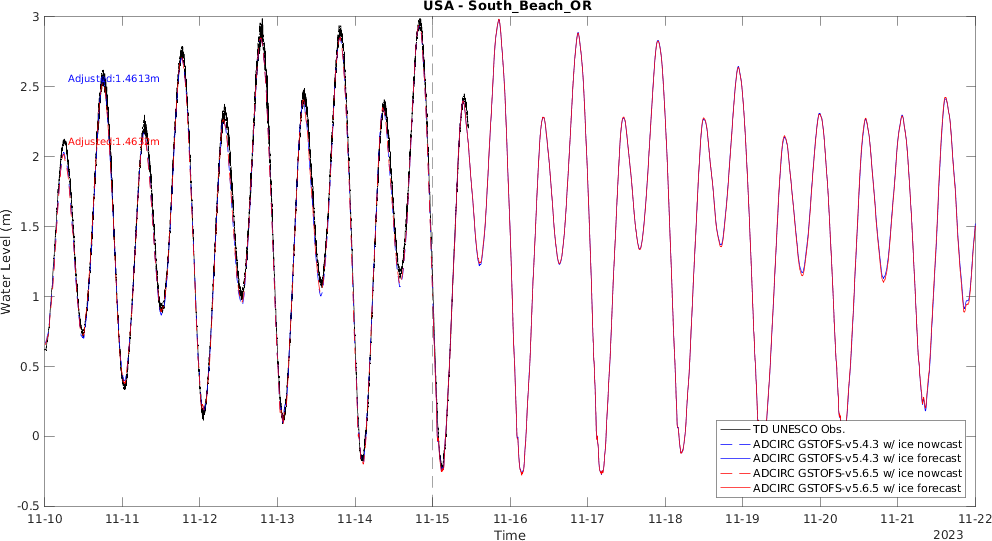 USA - South_Beach_OR
3
2.5
2
1.5
1
0.5
0
-0.5
Water Level (m)
Adjusted:1.4613m
11-10
11-11
11-12
11-13
11-14
11-15
11-16
11-17
11-18
11-19
11-20
11-21
11-22
Time
2023
TD UNESCO Obs.
ADCIRC GSTOFS-v5.4.3 w/ ice nowcast
ADCIRC GSTOFS-v5.4.3 w/ ice forecast
ADCIRC GSTOFS-v5.6.5 w/ ice nowcast
ADCIRC GSTOFS-v5.6.5 w/ ice forecast